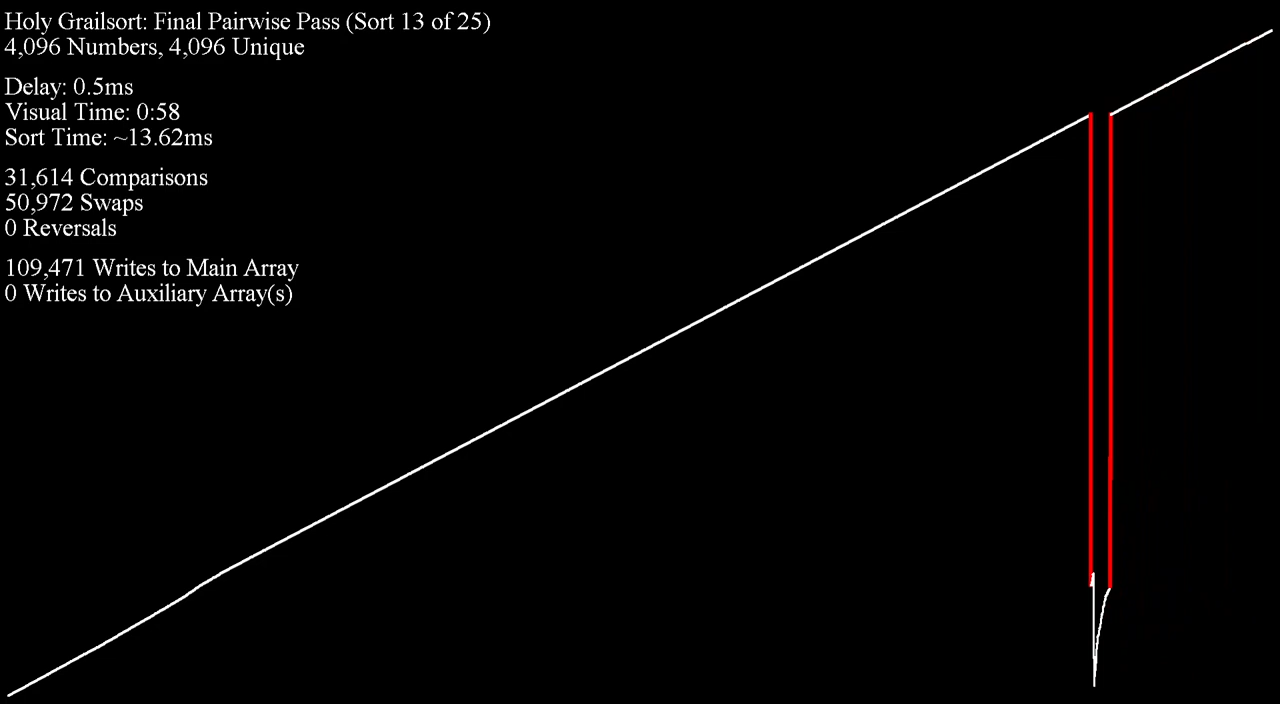 Holy Grailsort: Final Pairwise Pass (Sort 13 of 25)
4,096 Numbers, 4,096 Unique
Delay: 0.5ms
Visual Time: 0:58
Sort Time: ~13.62ms
31,614 Comparisons
50,972 Swaps
0 Reversals
109,471 Writes to Main Array
0 Writes to Auxiliary Array(s)